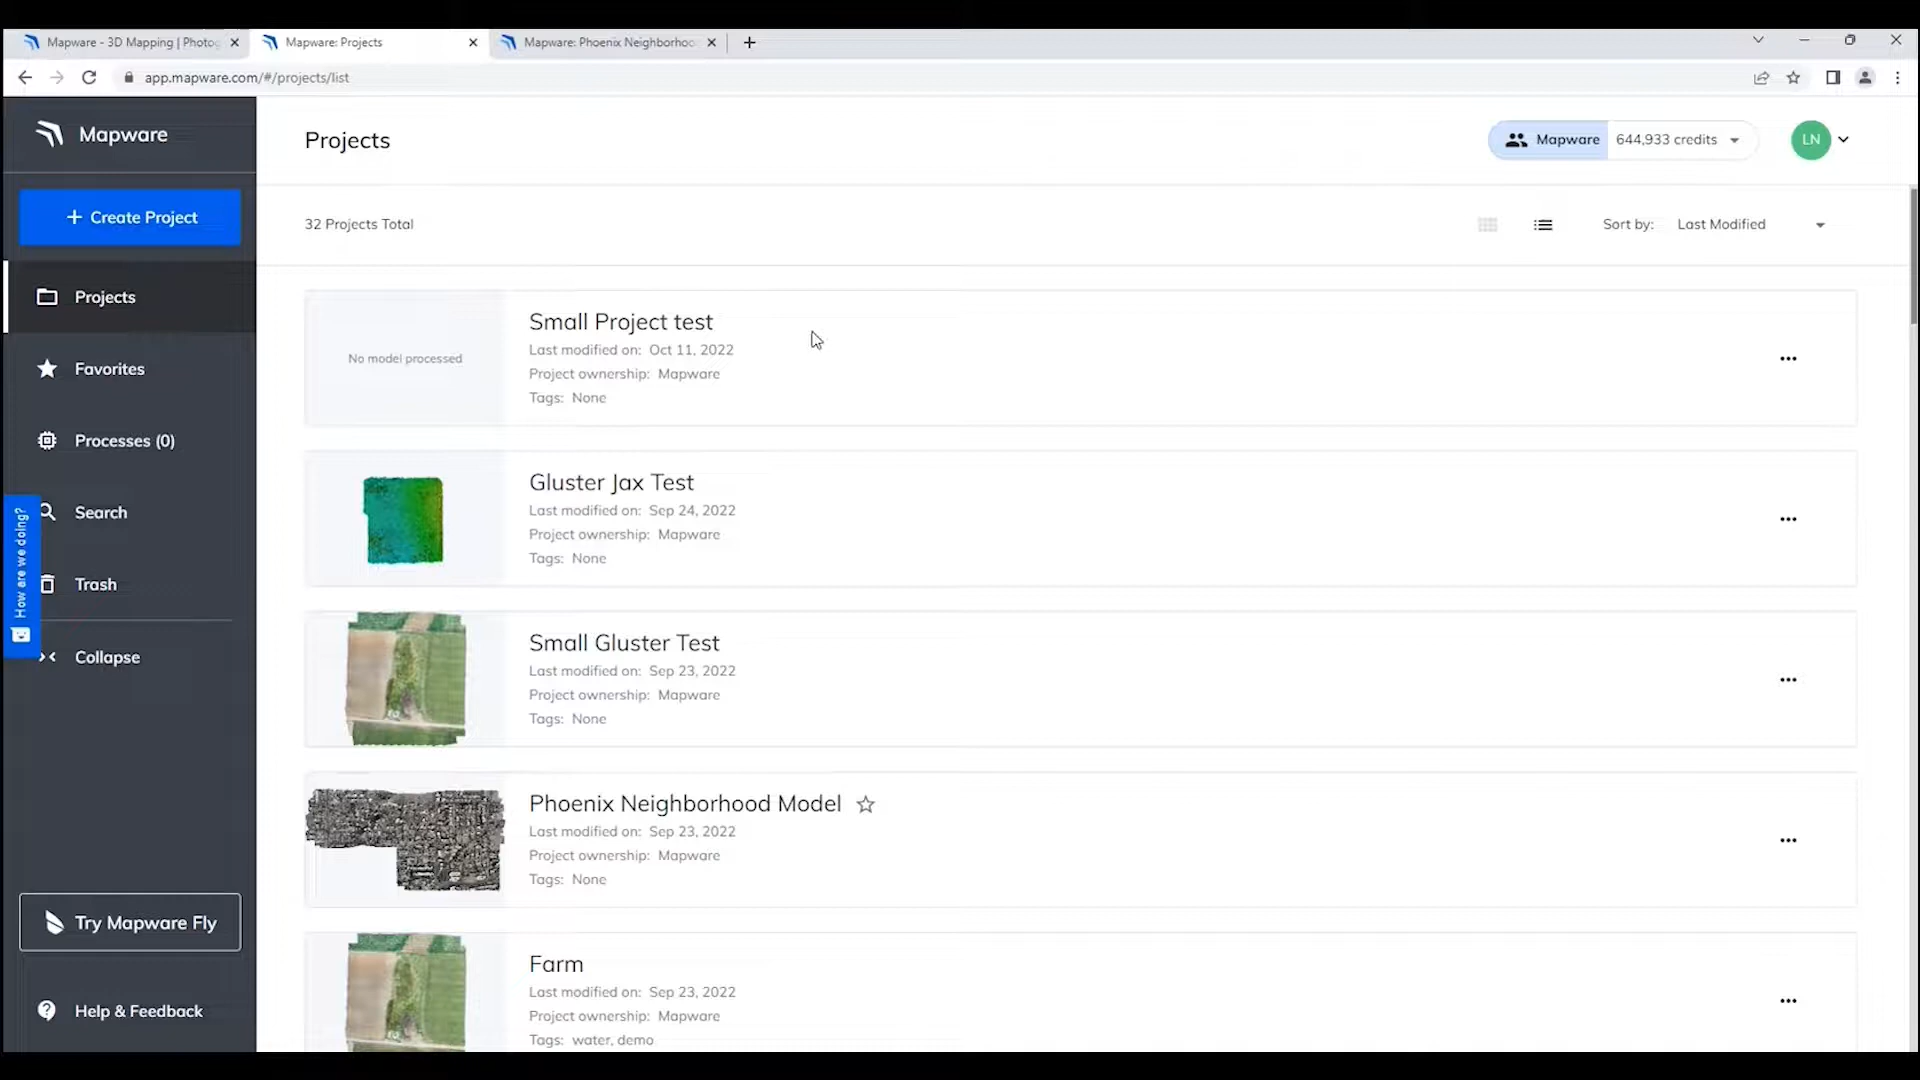 Mapware - 3D Mapping | Photog
Mapware: Projects
Mapware: Phoenix Neighborhoo
app.mapware.com/#/projects/list
Mapware
Projects
Mapware
644,933 credits
LN
+ Create Project
32 Projects Total
Sort by:
Last Modified
Projects
Favorites
Processes (0)
Search
Trash
Collapse
How are we doing?
Try Mapware Fly
Help & Feedback
No model processed
Small Project test
Last modified on: Oct 11, 2022
Project ownership: Mapware
Tags: None
Gluster Jax Test
Last modified on: Sep 24, 2022
Project ownership: Mapware
Tags: None
Small Gluster Test
Last modified on: Sep 23, 2022
Project ownership: Mapware
Tags: None
Phoenix Neighborhood Model
Last modified on: Sep 23, 2022
Project ownership: Mapware
Tags: None
Farm
Last modified on: Sep 23, 2022
Project ownership: Mapware
Tags: water, demo